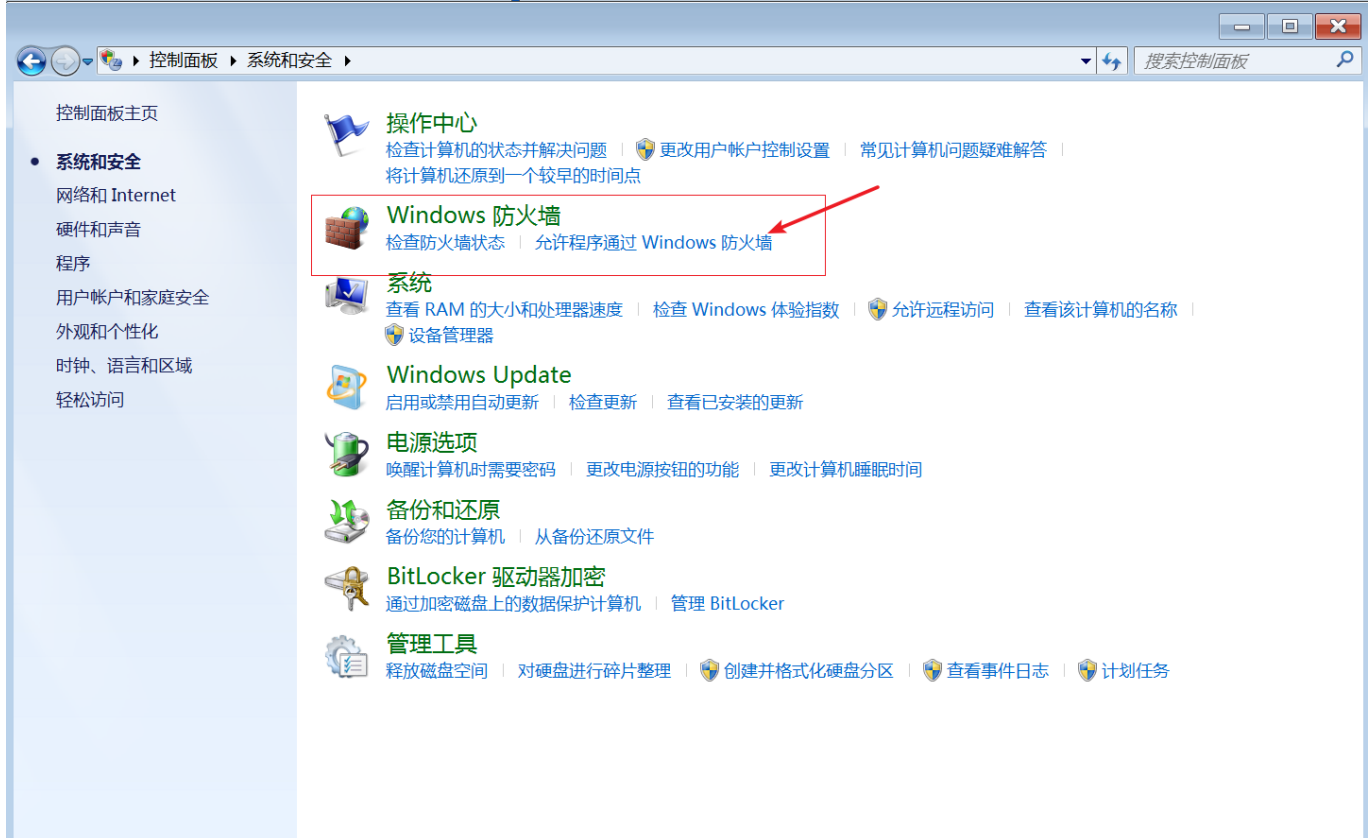 控制面板 系统和安全
搜索控制面板
控制面板主页
系统和安全
网络和 Internet
硬件和声音
程序
用户帐户和家庭安全
外观和个性化
时钟、语言和区域
轻松访问
操作中心
检查计算机的状态并解决问题 更改用户帐户控制设置 常见计算机问题疑难解答
将计算机还原到一个较早的时间点
Windows 防火墙
检查防火墙状态 允许程序通过 Windows 防火墙
系统
查看 RAM 的大小和处理器速度 检查 Windows 体验指数 允许远程访问 查看该计算机的名称
设备管理器
Windows Update
启用或禁用自动更新 检查更新 查看已安装的更新
电源选项
唤醒计算机时需要密码 更改电源按钮的功能 更改计算机睡眠时间
备份和还原
备份您的计算机 从备份还原文件
BitLocker 驱动器加密
通过加密磁盘上的数据保护计算机 管理 BitLocker
管理工具
释放磁盘空间 对硬盘进行碎片整理 创建并格式化硬盘分区 查看事件日志 计划任务